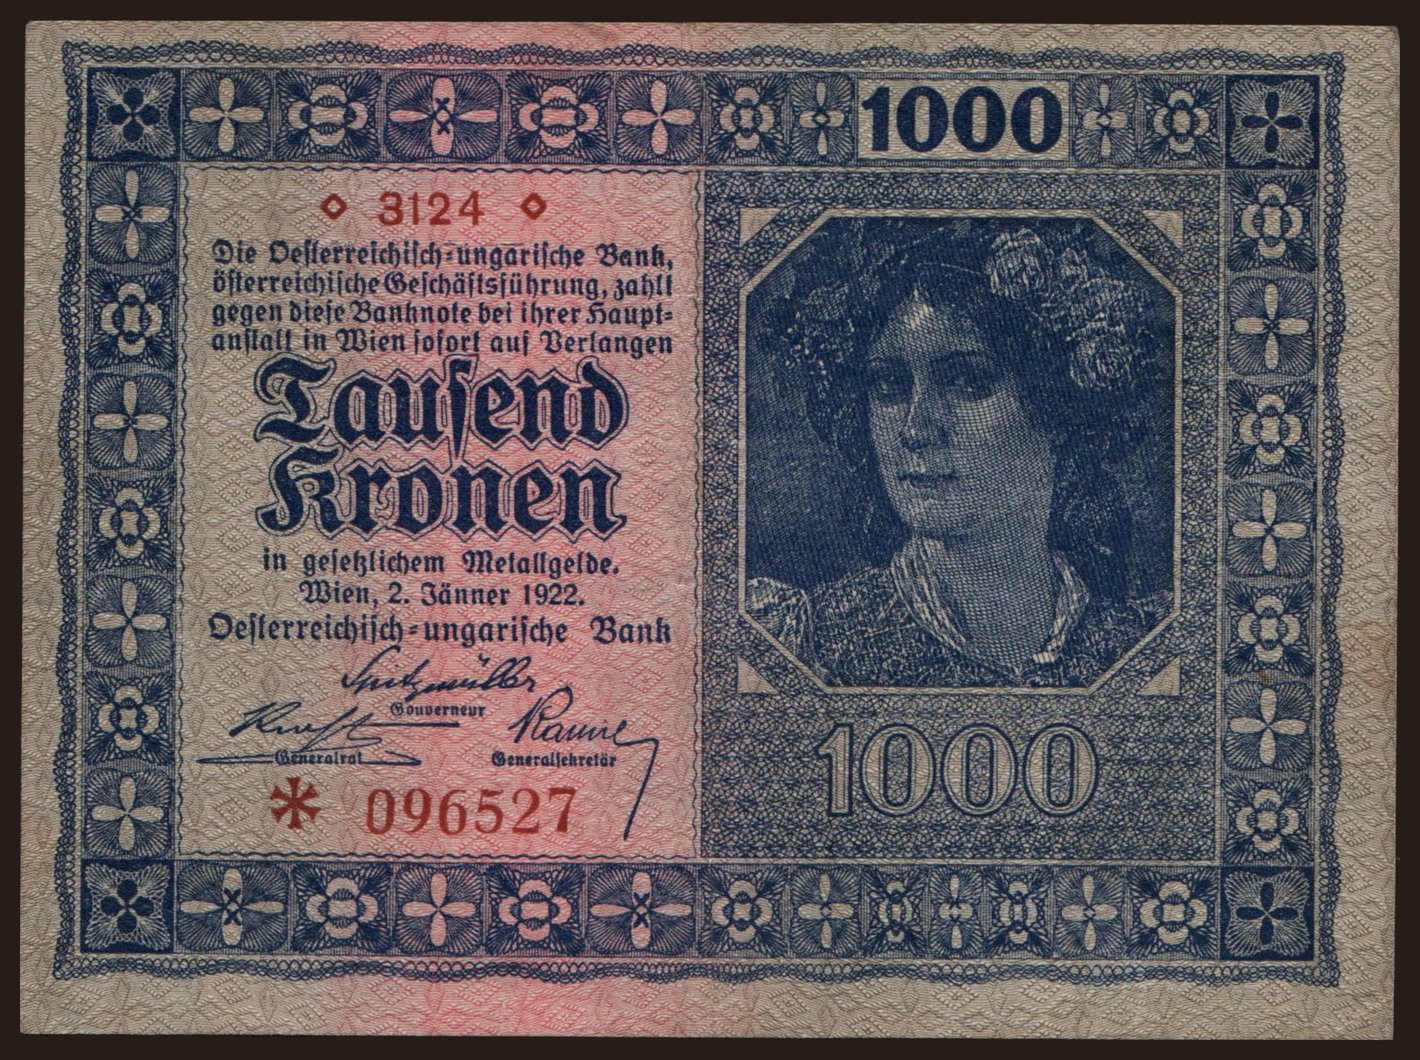 1000
◇ 3124 ◇
Die Oesterreichisch-ungarische Bank,
österreichische Geschäftsführung, zahlt
gegen diese Banknote bei ihrer Haupt-
anstalt in Wien sofort auf Verlangen
Tausend
Kronen
in gesetzlichem Metallgelde.
Wien, 2. Jänner 1922.
Oesterreichisch-ungarische Bank
Spitzmüller
Gouverneur
Generalrat
Generalsekretär
* 096527
1000